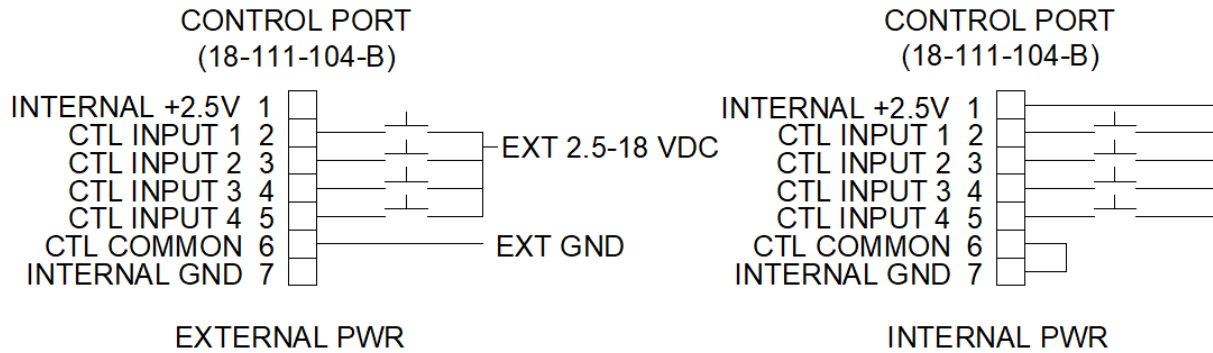 CONTROL PORT
(18-111-104-B)
INTERNAL +2.5V 1
CTL INPUT 1 2
CTL INPUT 2 3
CTL INPUT 3 4
CTL INPUT 4 5
CTL COMMON 6
INTERNAL GND 7
EXT 2.5-18 VDC
EXT GND
EXTERNAL PWR
CONTROL PORT
(18-111-104-B)
INTERNAL +2.5V 1
CTL INPUT 1 2
CTL INPUT 2 3
CTL INPUT 3 4
CTL INPUT 4 5
CTL COMMON 6
INTERNAL GND 7
INTERNAL PWR